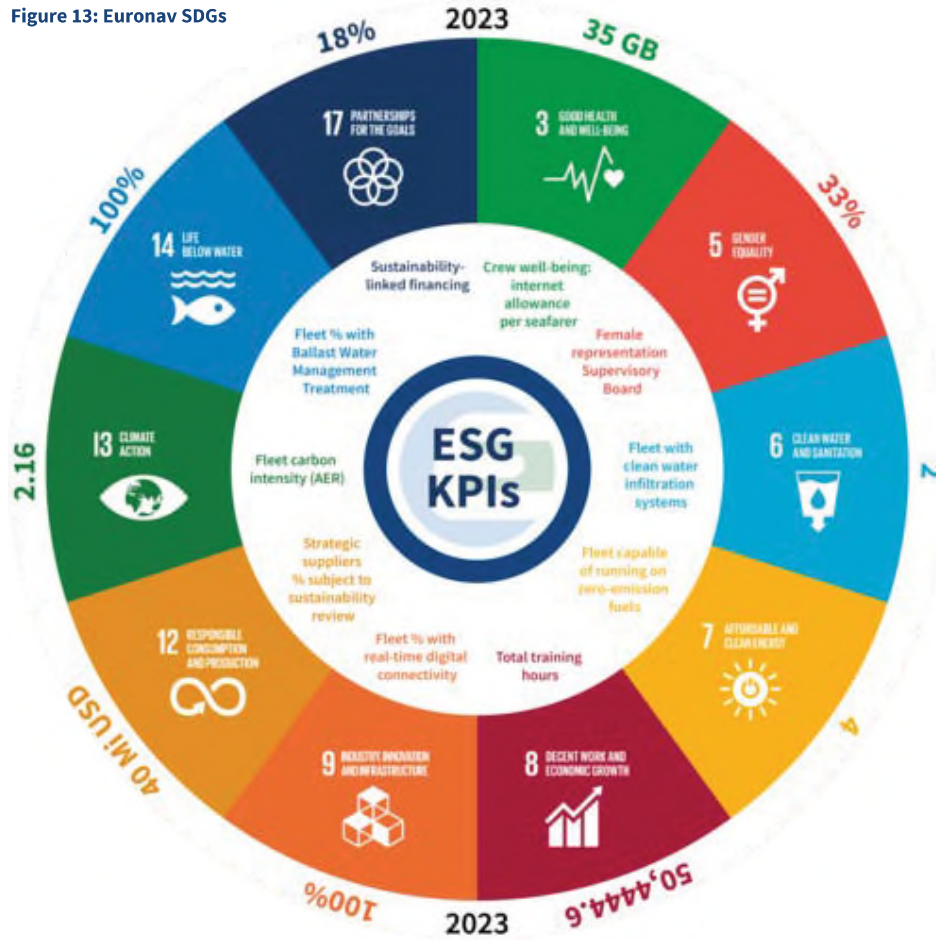 Figure 13: Euronav SDGs
2023
18%
35 GB
33%
2
4
50,4444.6
100%
40 Mi USD
2.16
100%
17 PARTNERSHIPS
FOR THE GOALS
3 GOOD HEALTH
AND WELL-BEING
5 GENDER
EQUALITY
6 CLEAN WATER
AND SANITATION
7 AFFORDABLE AND
CLEAN ENERGY
8 DECENT WORK AND
ECONOMIC GROWTH
9 INDUSTRY, INNOVATION
AND INFRASTRUCTURE
12 RESPONSIBLE
CONSUMPTION
AND PRODUCTION
13 CLIMATE
ACTION
14 LIFE
BELOW WATER
Sustainability-
linked financing
Crew well-being:
internet
allowance
per seafarer
Female
representation
Supervisory
Board
Fleet with
clean water
infiltration
systems
Fleet capable
of running on
zero-emission
fuels
Total training
hours
Fleet % with
real-time digital
connectivity
Strategic
suppliers
% subject to
sustainability
review
Fleet carbon
intensity (AER)
Fleet % with
Ballast Water
Management
Treatment
ESG
KPIs
2023